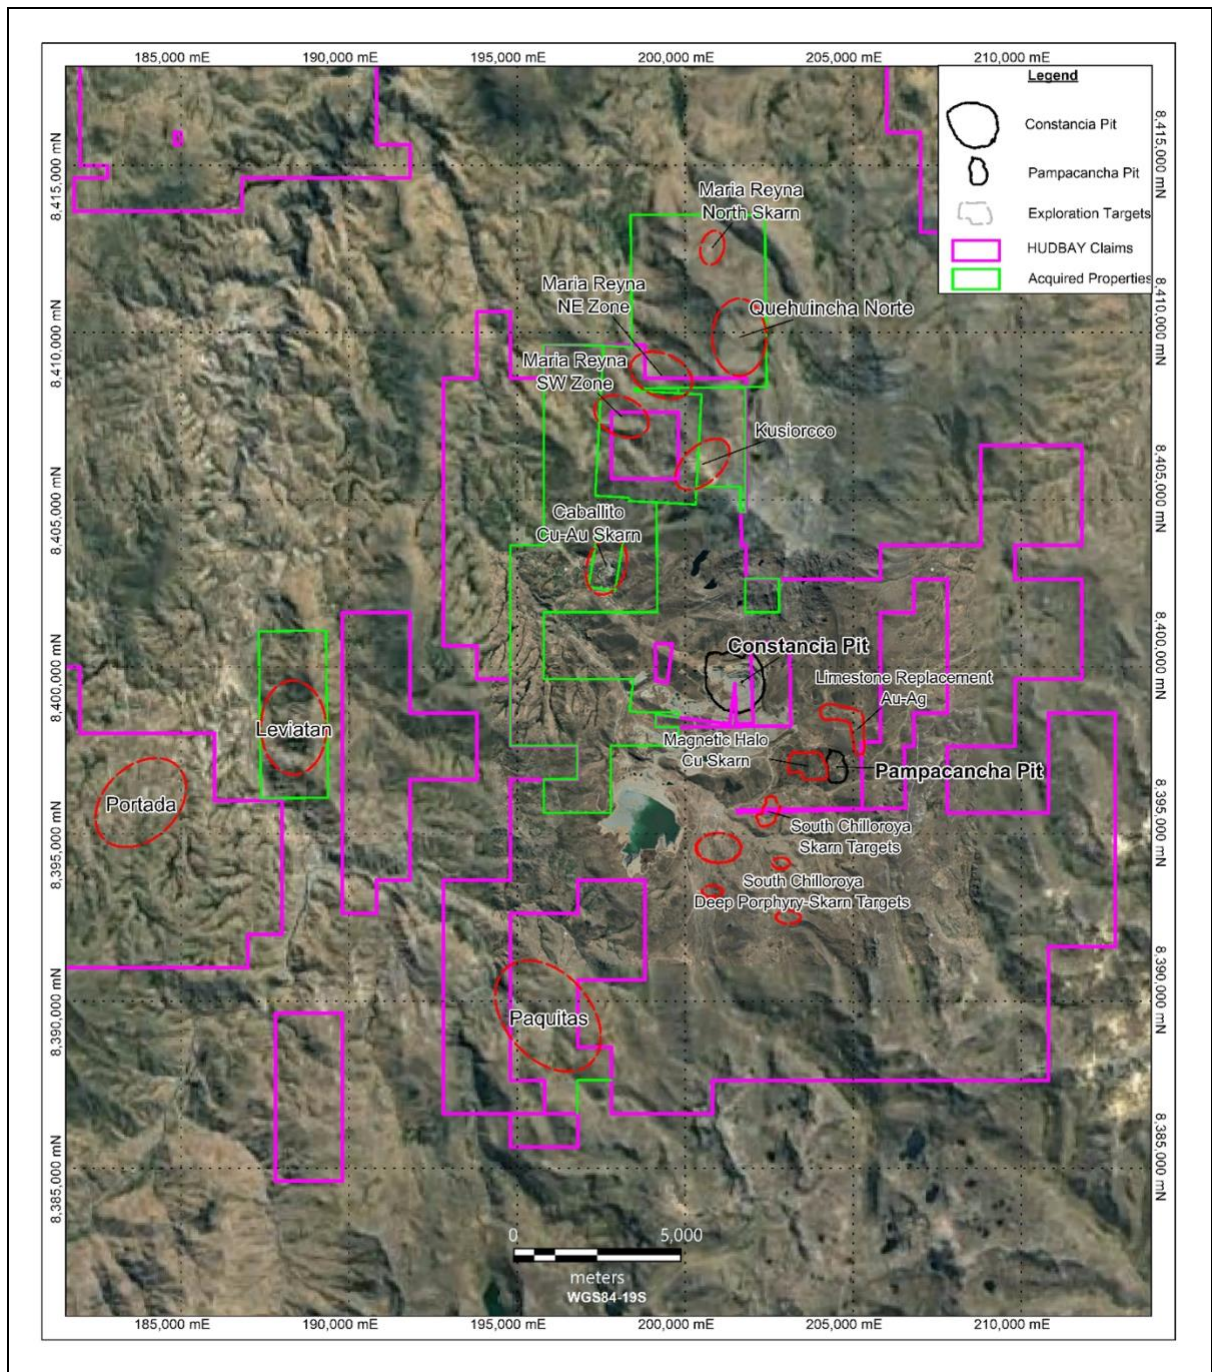 185,000 mE
190,000 mE
195,000 mE
200,000 mE
205,000 mE
210,000 mE
Legend
Constancia Pit
Pampacancha Pit
Exploration Targets
HUDBAY Claims
Acquired Properties
8,415,000 mN
8,415,000 mN
Maria Reyna
North Skarn
Maria Reyna
NE Zone
Quehuincha Norte
8,410,000 mN
8,410,000 mN
Maria Reyna
SW Zone
Kusiorcco
8,405,000 mN
8,405,000 mN
Caballito
Cu-Au Skarn
Constancia Pit
8,400,000 mN
8,400,000 mN
Limestone Replacement
Au-Ag
Leviatan
Magnetic Halo
Cu Skarn
Pampacancha Pit
Portada
8,395,000 mN
8,395,000 mN
South Chilloroya
Skarn Targets
South Chilloroya
Deep Porphyry-Skarn Targets
8,390,000 mN
8,390,000 mN
Paquitas
8,385,000 mN
8,385,000 mN
0
5,000
meters
WGS84-19S
185,000 mE
190,000 mE
195,000 mE
200,000 mE
205,000 mE
210,000 mE